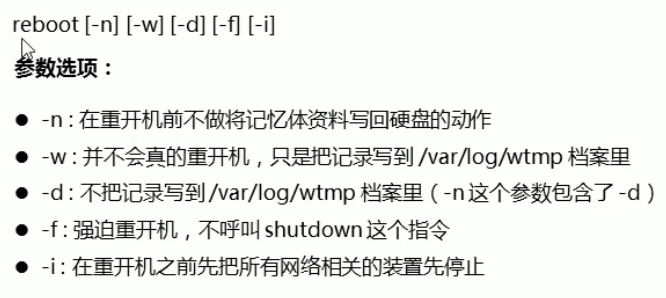 reboot [-n] [-w] [-d] [-f] [-i]
参数选项：
● -n : 在重开机前不做将记忆体资料写回硬盘的动作
● -w : 并不会真的重开机，只是把记录写到 /var/log/wtmp 档案里
● -d : 不把记录写到 /var/log/wtmp 档案里（-n 这个参数包含了 -d）
● -f : 强迫重开机，不呼叫 shutdown 这个指令
● -i : 在重开机之前先把所有网络相关的装置先停止